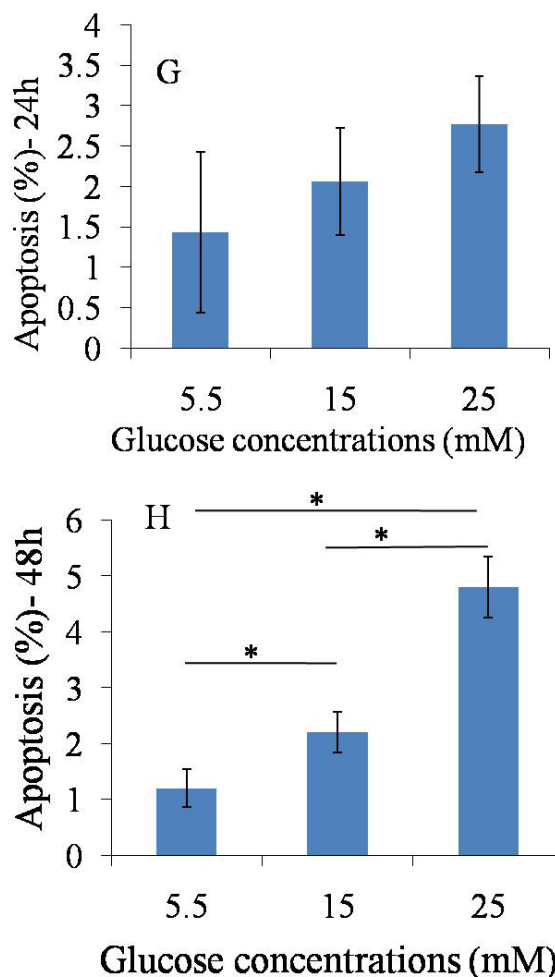 G
Apoptosis (%)- 24h
4
3.5
3
2.5
2
1.5
1
0.5
0
5.5 15 25
Glucose concentrations (mM)
H
Apoptosis (%)- 48h
6
5
4
3
2
1
0
*
*
*
5.5 15 25
Glucose concentrations (mM)